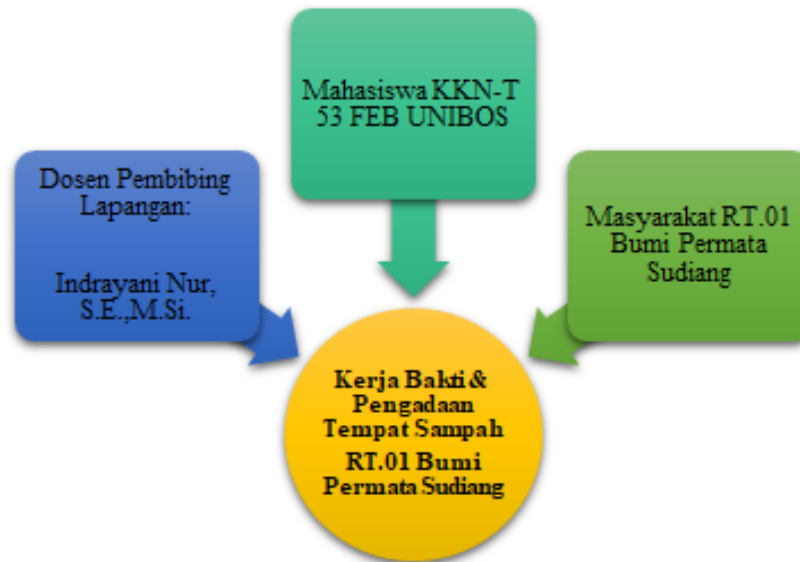 Mahasiswa KKN-T
53 FEB UNIBOS
Dosen Pembibing
Lapangan:
Indrayani Nur,
S.E.,M.Si.
Masyarakat RT.01
Bumi Permata
Sudiang
Kerja Bakti &
Pengadaan
Tempat Sampah
RT.01 Bumi
Permata Sudiang